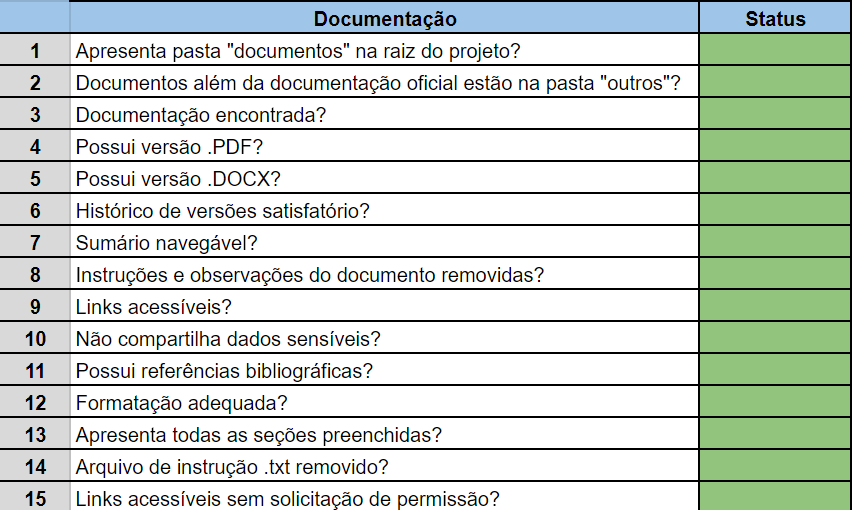 Documentação Status
1 Apresenta pasta "documentos" na raiz do projeto?
2 Documentos além da documentação oficial estão na pasta "outros"?
3 Documentação encontrada?
4 Possui versão .PDF?
5 Possui versão .DOCX?
6 Histórico de versões satisfatório?
7 Sumário navegável?
8 Instruções e observações do documento removidas?
9 Links acessíveis?
10 Não compartilha dados sensíveis?
11 Possui referências bibliográficas?
12 Formatação adequada?
13 Apresenta todas as seções preenchidas?
14 Arquivo de instrução .txt removido?
15 Links acessíveis sem solicitação de permissão?